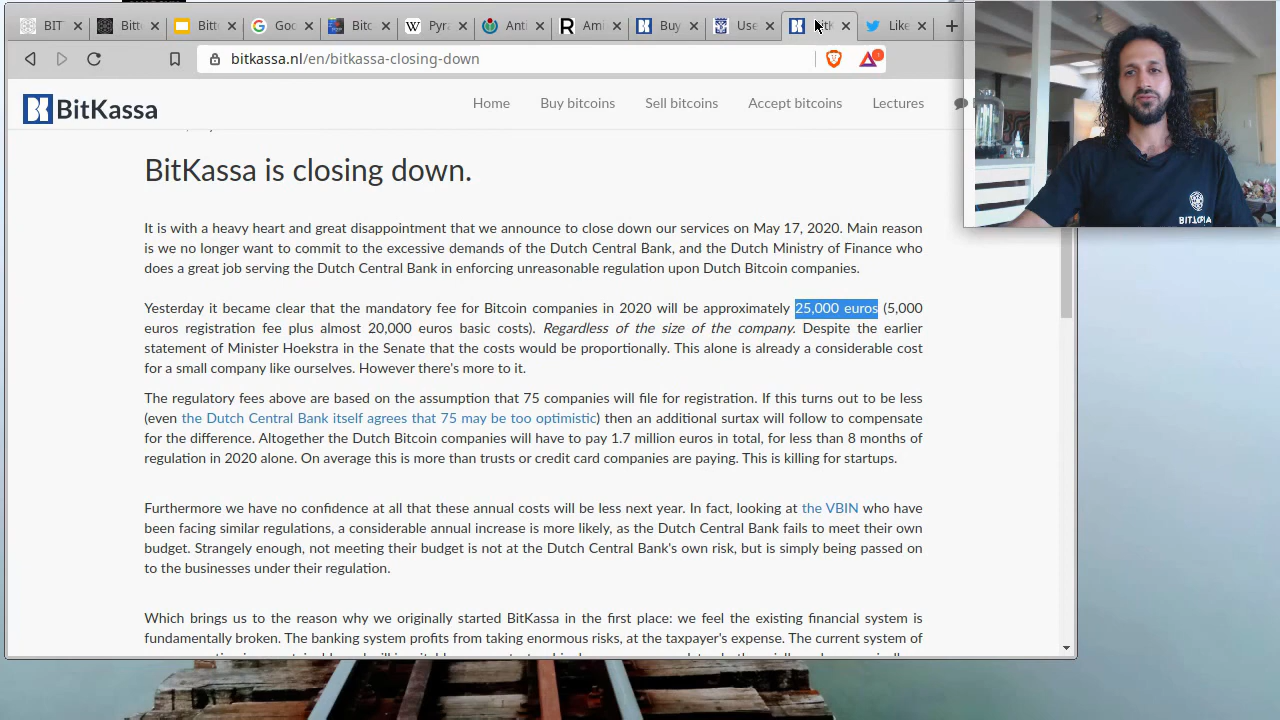 BIT
Bitt
Bitt
Goo
Bitc
Pyra
Anti
Aml
Buy
Use
BitK
Like
bitkassa.nl/en/bitkassa-closing-down
BitKassa
Home
Buy bitcoins
Sell bitcoins
Accept bitcoins
Lectures
BitKassa is closing down.
It is with a heavy heart and great disappointment that we announce to close down our services on May 17, 2020. Main reason
is we no longer want to commit to the excessive demands of the Dutch Central Bank, and the Dutch Ministry of Finance who
does a great job serving the Dutch Central Bank in enforcing unreasonable regulation upon Dutch Bitcoin companies.
Yesterday it became clear that the mandatory fee for Bitcoin companies in 2020 will be approximately 25,000 euros (5,000
euros registration fee plus almost 20,000 euros basic costs). Regardless of the size of the company. Despite the earlier
statement of Minister Hoekstra in the Senate that the costs would be proportionally. This alone is already a considerable cost
for a small company like ourselves. However there's more to it.
The regulatory fees above are based on the assumption that 75 companies will file for registration. If this turns out to be less
(even the Dutch Central Bank itself agrees that 75 may be too optimistic) then an additional surtax will follow to compensate
for the difference. Altogether the Dutch Bitcoin companies will have to pay 1.7 million euros in total, for less than 8 months of
regulation in 2020 alone. On average this is more than trusts or credit card companies are paying. This is killing for startups.
Furthermore we have no confidence at all that these annual costs will be less next year. In fact, looking at the VBIN who have
been facing similar regulations, a considerable annual increase is more likely, as the Dutch Central Bank fails to meet their own
budget. Strangely enough, not meeting their budget is not at the Dutch Central Bank's own risk, but is simply being passed on
to the businesses under their regulation.
Which brings us to the reason why we originally started BitKassa in the first place: we feel the existing financial system is
fundamentally broken. The banking system profits from taking enormous risks, at the taxpayer's expense. The current system of
BITTOPIA